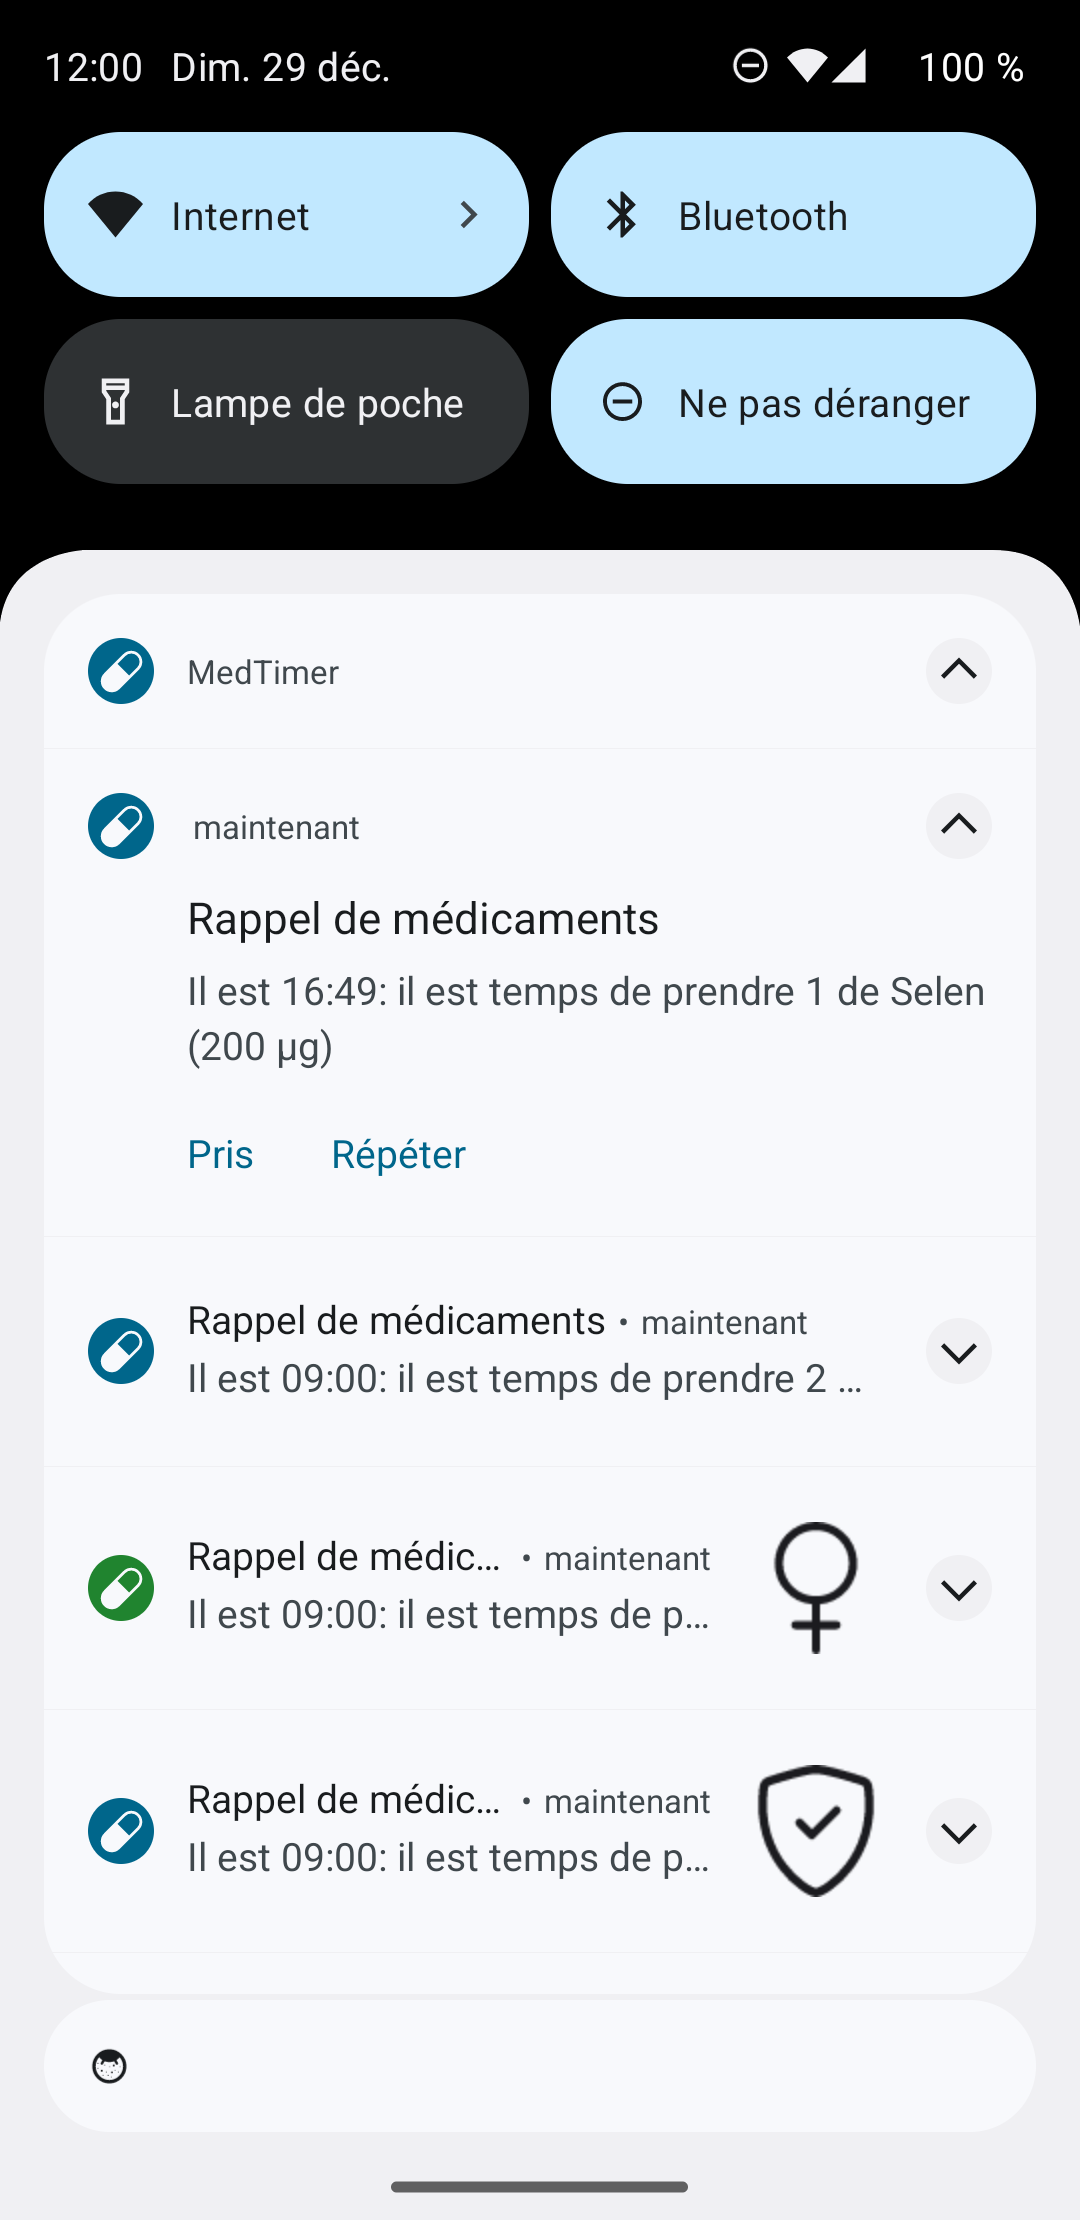 12:00 Dim. 29 déc. 100 %
Internet
Bluetooth
Lampe de poche
Ne pas déranger
MedTimer
maintenant
Rappel de médicaments
Il est 16:49: il est temps de prendre 1 de Selen
(200 µg)
Pris Répéter
Rappel de médicaments • maintenant
Il est 09:00: il est temps de prendre 2 …
Rappel de médic… • maintenant
Il est 09:00: il est temps de p…
Rappel de médic… • maintenant
Il est 09:00: il est temps de p…